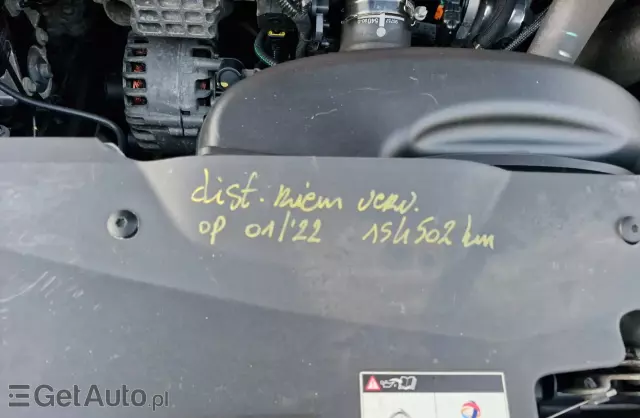 dist. Riem verv.
op 01/'22 154502 km
GetAuto.pl